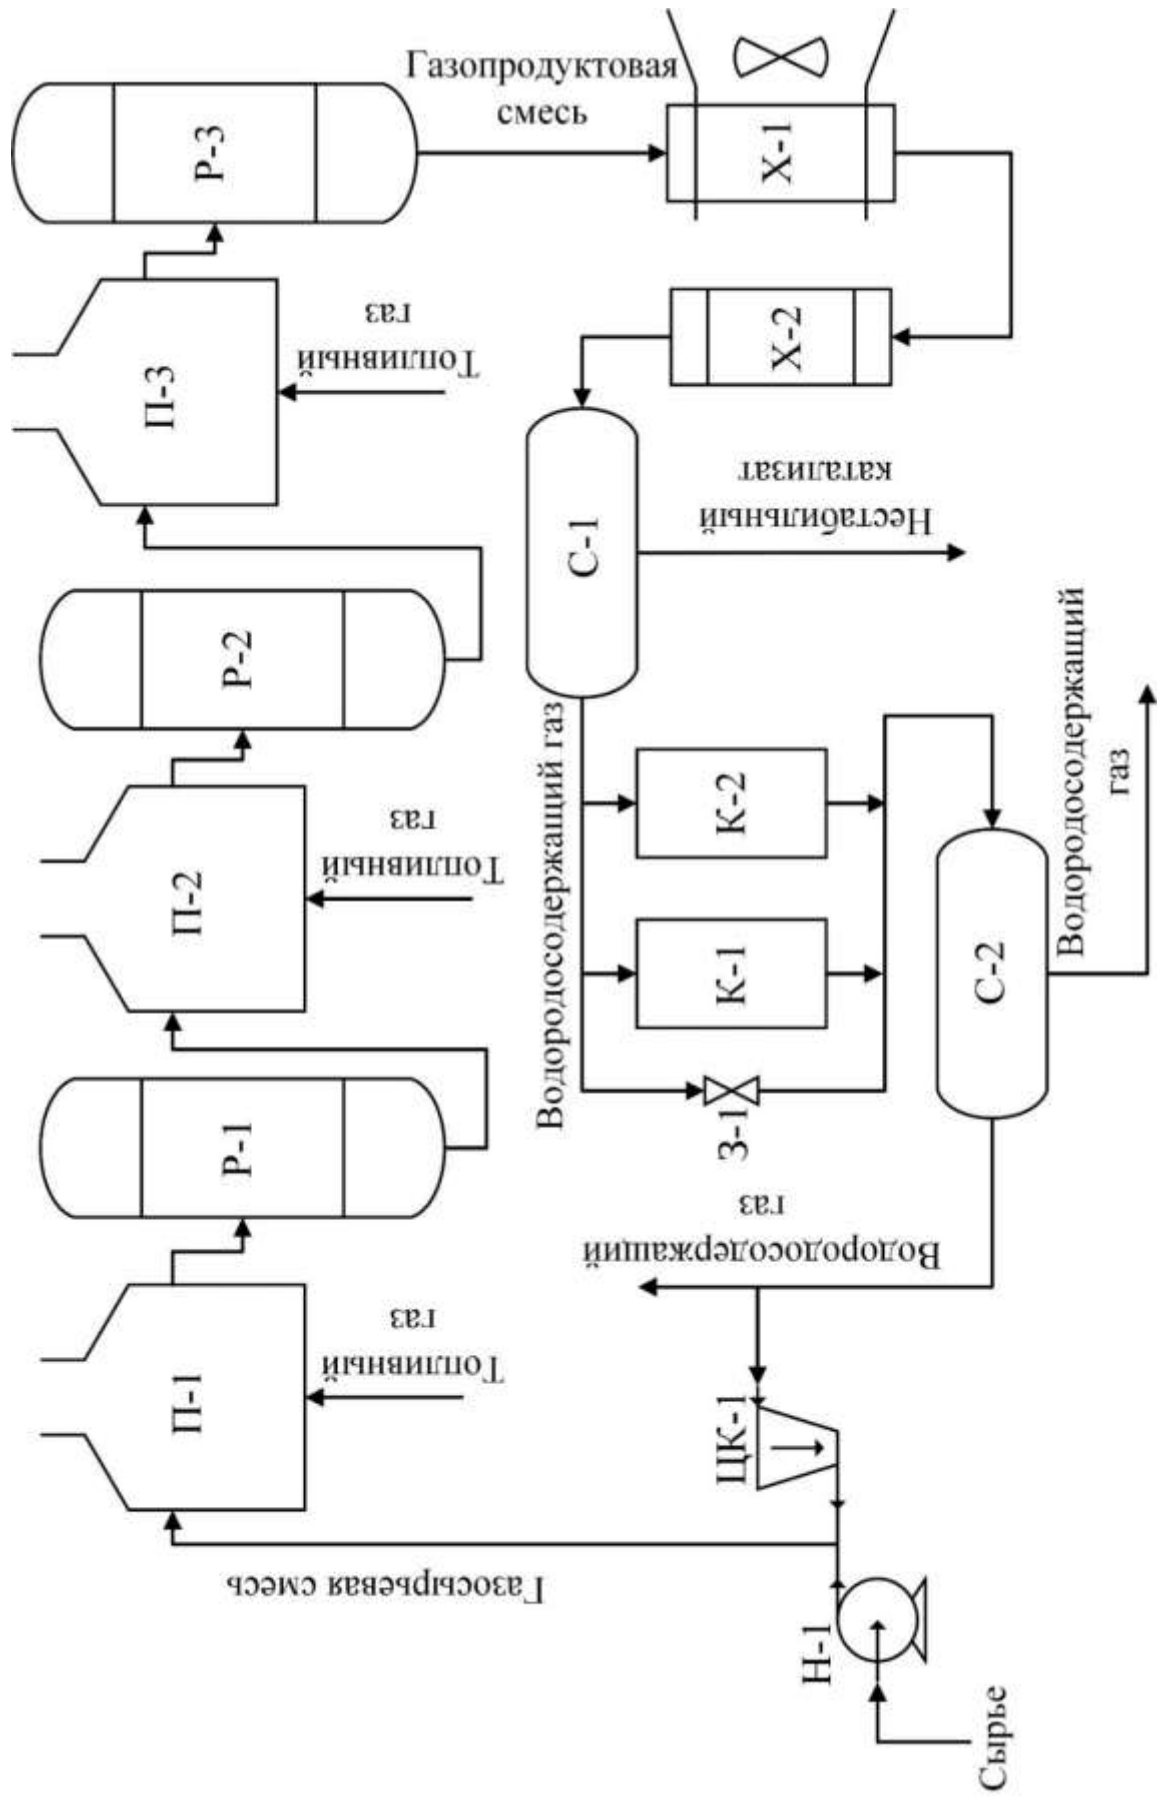 П-1
Р-1
П-2
Р-2
П-3
Р-3
Топливный
газ
Топливный
газ
Топливный
газ
Газопродуктовая
смесь
Газосырьевая смесь
Х-1
Х-2
С-1
Нестабильный
катализат
Водородосодержащий газ
К-2
К-1
З-1
С-2
Водородосодержащий
газ
Водородосодержащий
газ
ЦК-1
Н-1
Сырье